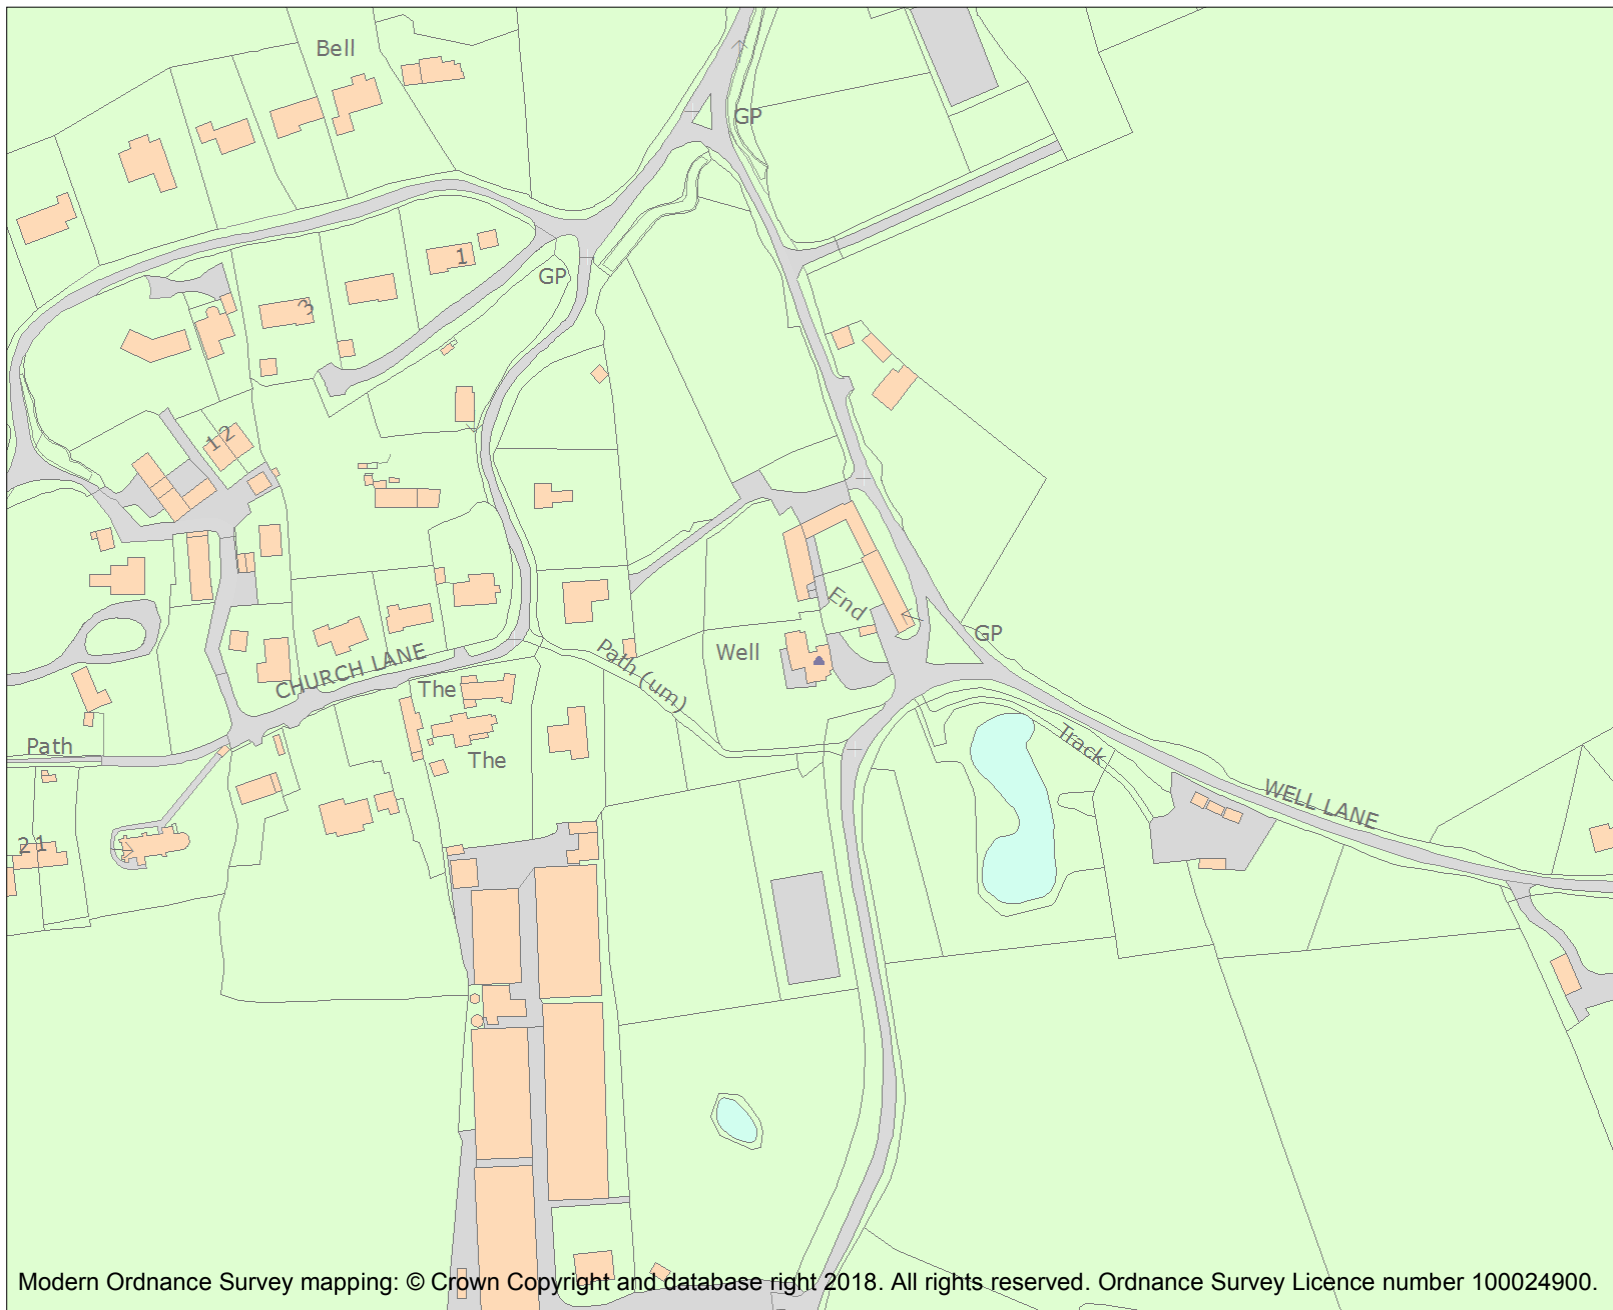 Bell
GP
1
GP
3
1 2
End
GP
Well
Path (um)
CHURCH LANE
The
Path
The
Track
WELL LANE
2 1
Modern Ordnance Survey mapping: © Crown Copyright and database right 2018. All rights reserved. Ordnance Survey Licence number 100024900.